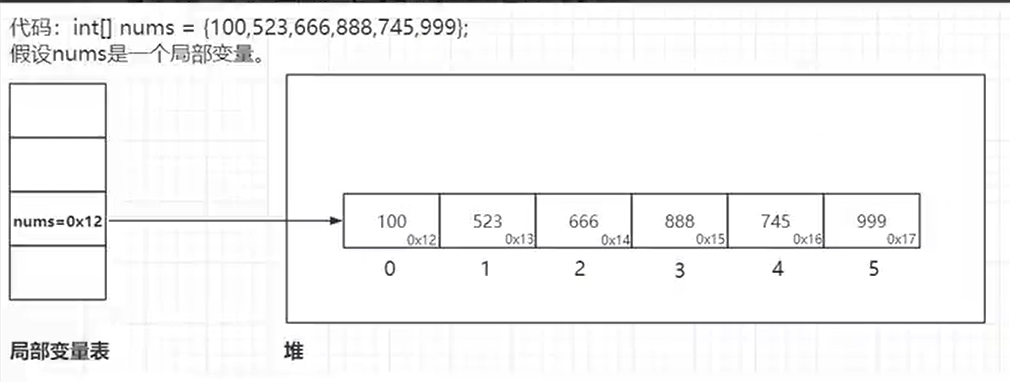 代码：int[] nums = {100,523,666,888,745,999};
假设nums是一个局部变量。
nums=0x12
100 523 666 888 745 999
0x12 0x13 0x14 0x15 0x16 0x17
0 1 2 3 4 5
局部变量表 堆